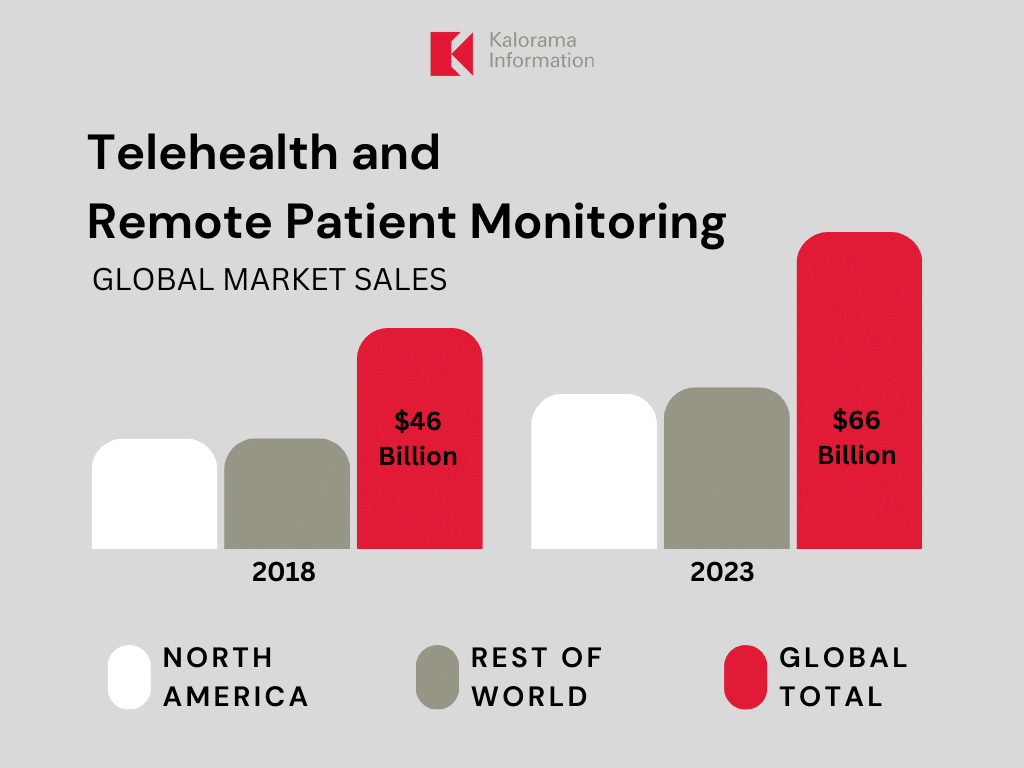 Kalorama
Information
Telehealth and
Remote Patient Monitoring
GLOBAL MARKET SALES
$46
Billion
$66
Billion
2018
2023
NORTH
AMERICA
REST OF
WORLD
GLOBAL
TOTAL